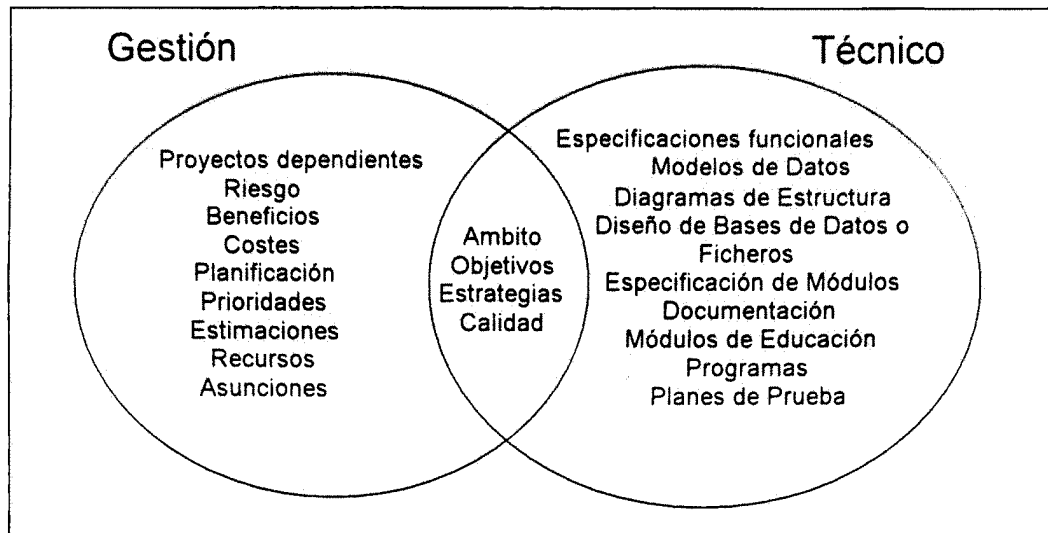 Gestión
Técnico
Proyectos dependientes
Riesgo
Beneficios
Costes
Planificación
Prioridades
Estimaciones
Recursos
Asunciones
Ambito
Objetivos
Estrategias
Calidad
Especificaciones funcionales
Modelos de Datos
Diagramas de Estructura
Diseño de Bases de Datos o
Ficheros
Especificación de Módulos
Documentación
Módulos de Educación
Programas
Planes de Prueba